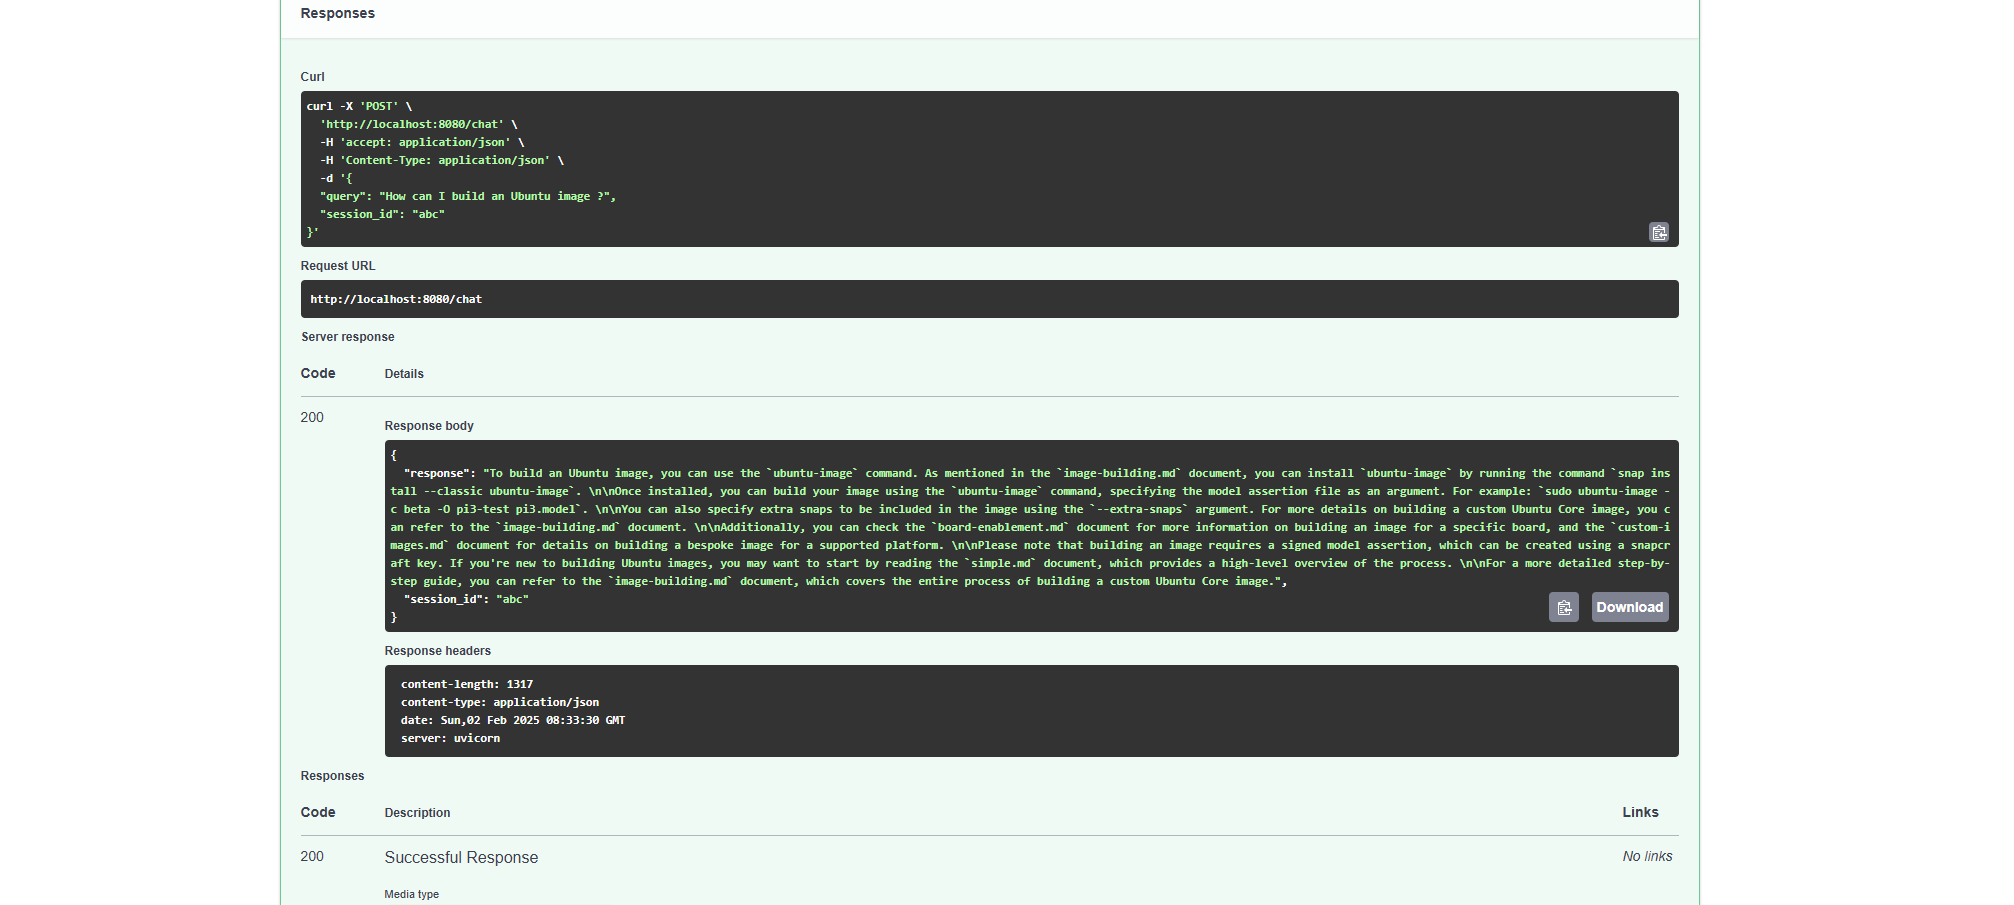 Responses
Curl
curl -X 'POST' \
  'http://localhost:8080/chat' \
  -H 'accept: application/json' \
  -H 'Content-Type: application/json' \
  -d '{
  "query": "How can I build an Ubuntu image ?",
  "session_id": "abc"
}'
Request URL
http://localhost:8080/chat
Server response
Code Details
200
Response body
{
  "response": "To build an Ubuntu image, you can use the `ubuntu-image` command. As mentioned in the `image-building.md` document, you can install `ubuntu-image` by running the command `snap ins
tall --classic ubuntu-image`. \n\nOnce installed, you can build your image using the `ubuntu-image` command, specifying the model assertion file as an argument. For example: `sudo ubuntu-image -
c beta -O pi3-test pi3.model`. \n\nYou can also specify extra snaps to be included in the image using the `--extra-snaps` argument. For more details on building a custom Ubuntu Core image, you c
an refer to the `image-building.md` document. \n\nAdditionally, you can check the `board-enablement.md` document for more information on building an image for a specific board, and the `custom-i
mages.md` document for details on building a bespoke image for a supported platform. \n\nPlease note that building an image requires a signed model assertion, which can be created using a snapcr
aft key. If you're new to building Ubuntu images, you may want to start by reading the `simple.md` document, which provides a high-level overview of the process. \n\nFor a more detailed step-by-
step guide, you can refer to the `image-building.md` document, which covers the entire process of building a custom Ubuntu Core image.",
  "session_id": "abc"
}
Download
Response headers
content-length: 1317
content-type: application/json
date: Sun,02 Feb 2025 08:33:30 GMT
server: uvicorn
Responses
Code Description Links
200 Successful Response No links
Media type